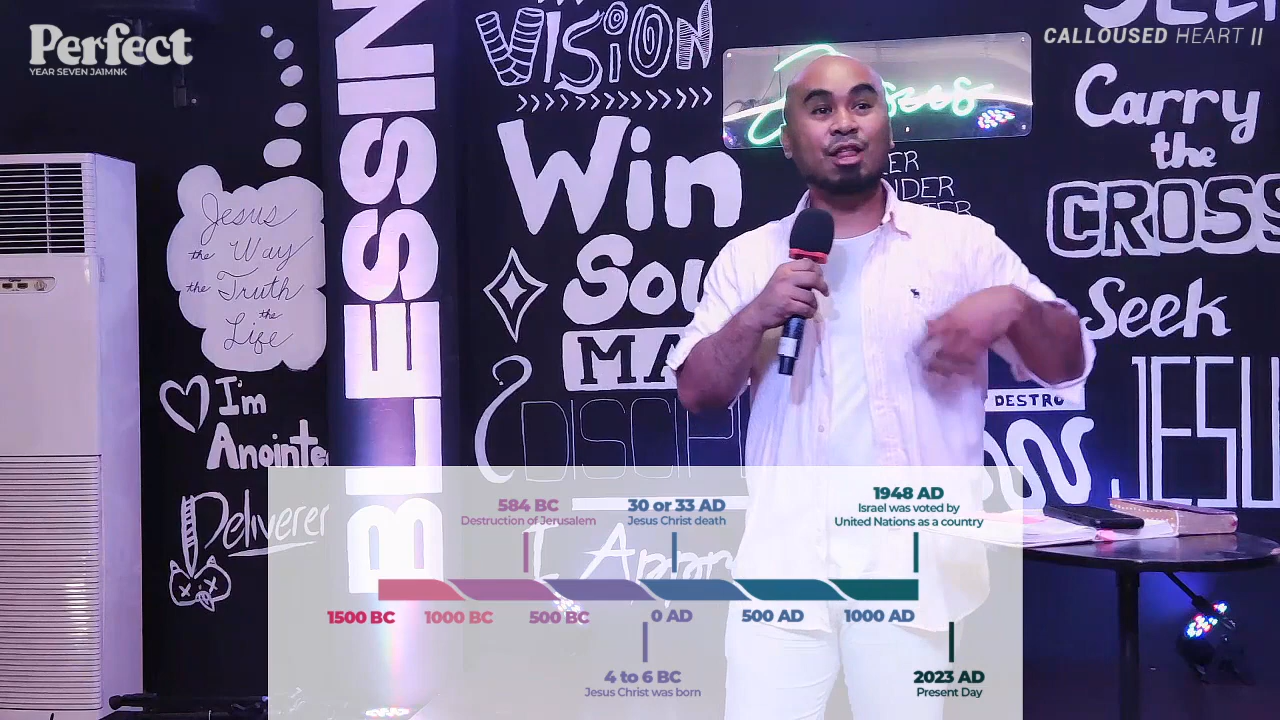 Perfect
YEAR SEVEN JAIMNK
CALLOUSED HEART ||
BLESSIN
Jesus
the Way
the Truth
the
Life
I'm
Anointe
Deliverer
VISION
>>>>>>>>>>>>>>>>>>
Win
Sou
MA
DISCIPL
I Appr
Carry
the
CROSS
Seek
JESU
DESTRO
584 BC
Destruction of Jerusalem
30 or 33 AD
Jesus Christ death
1948 AD
Israel was voted by
United Nations as a country
1500 BC
1000 BC
500 BC
0 AD
500 AD
1000 AD
4 to 6 BC
Jesus Christ was born
2023 AD
Present Day